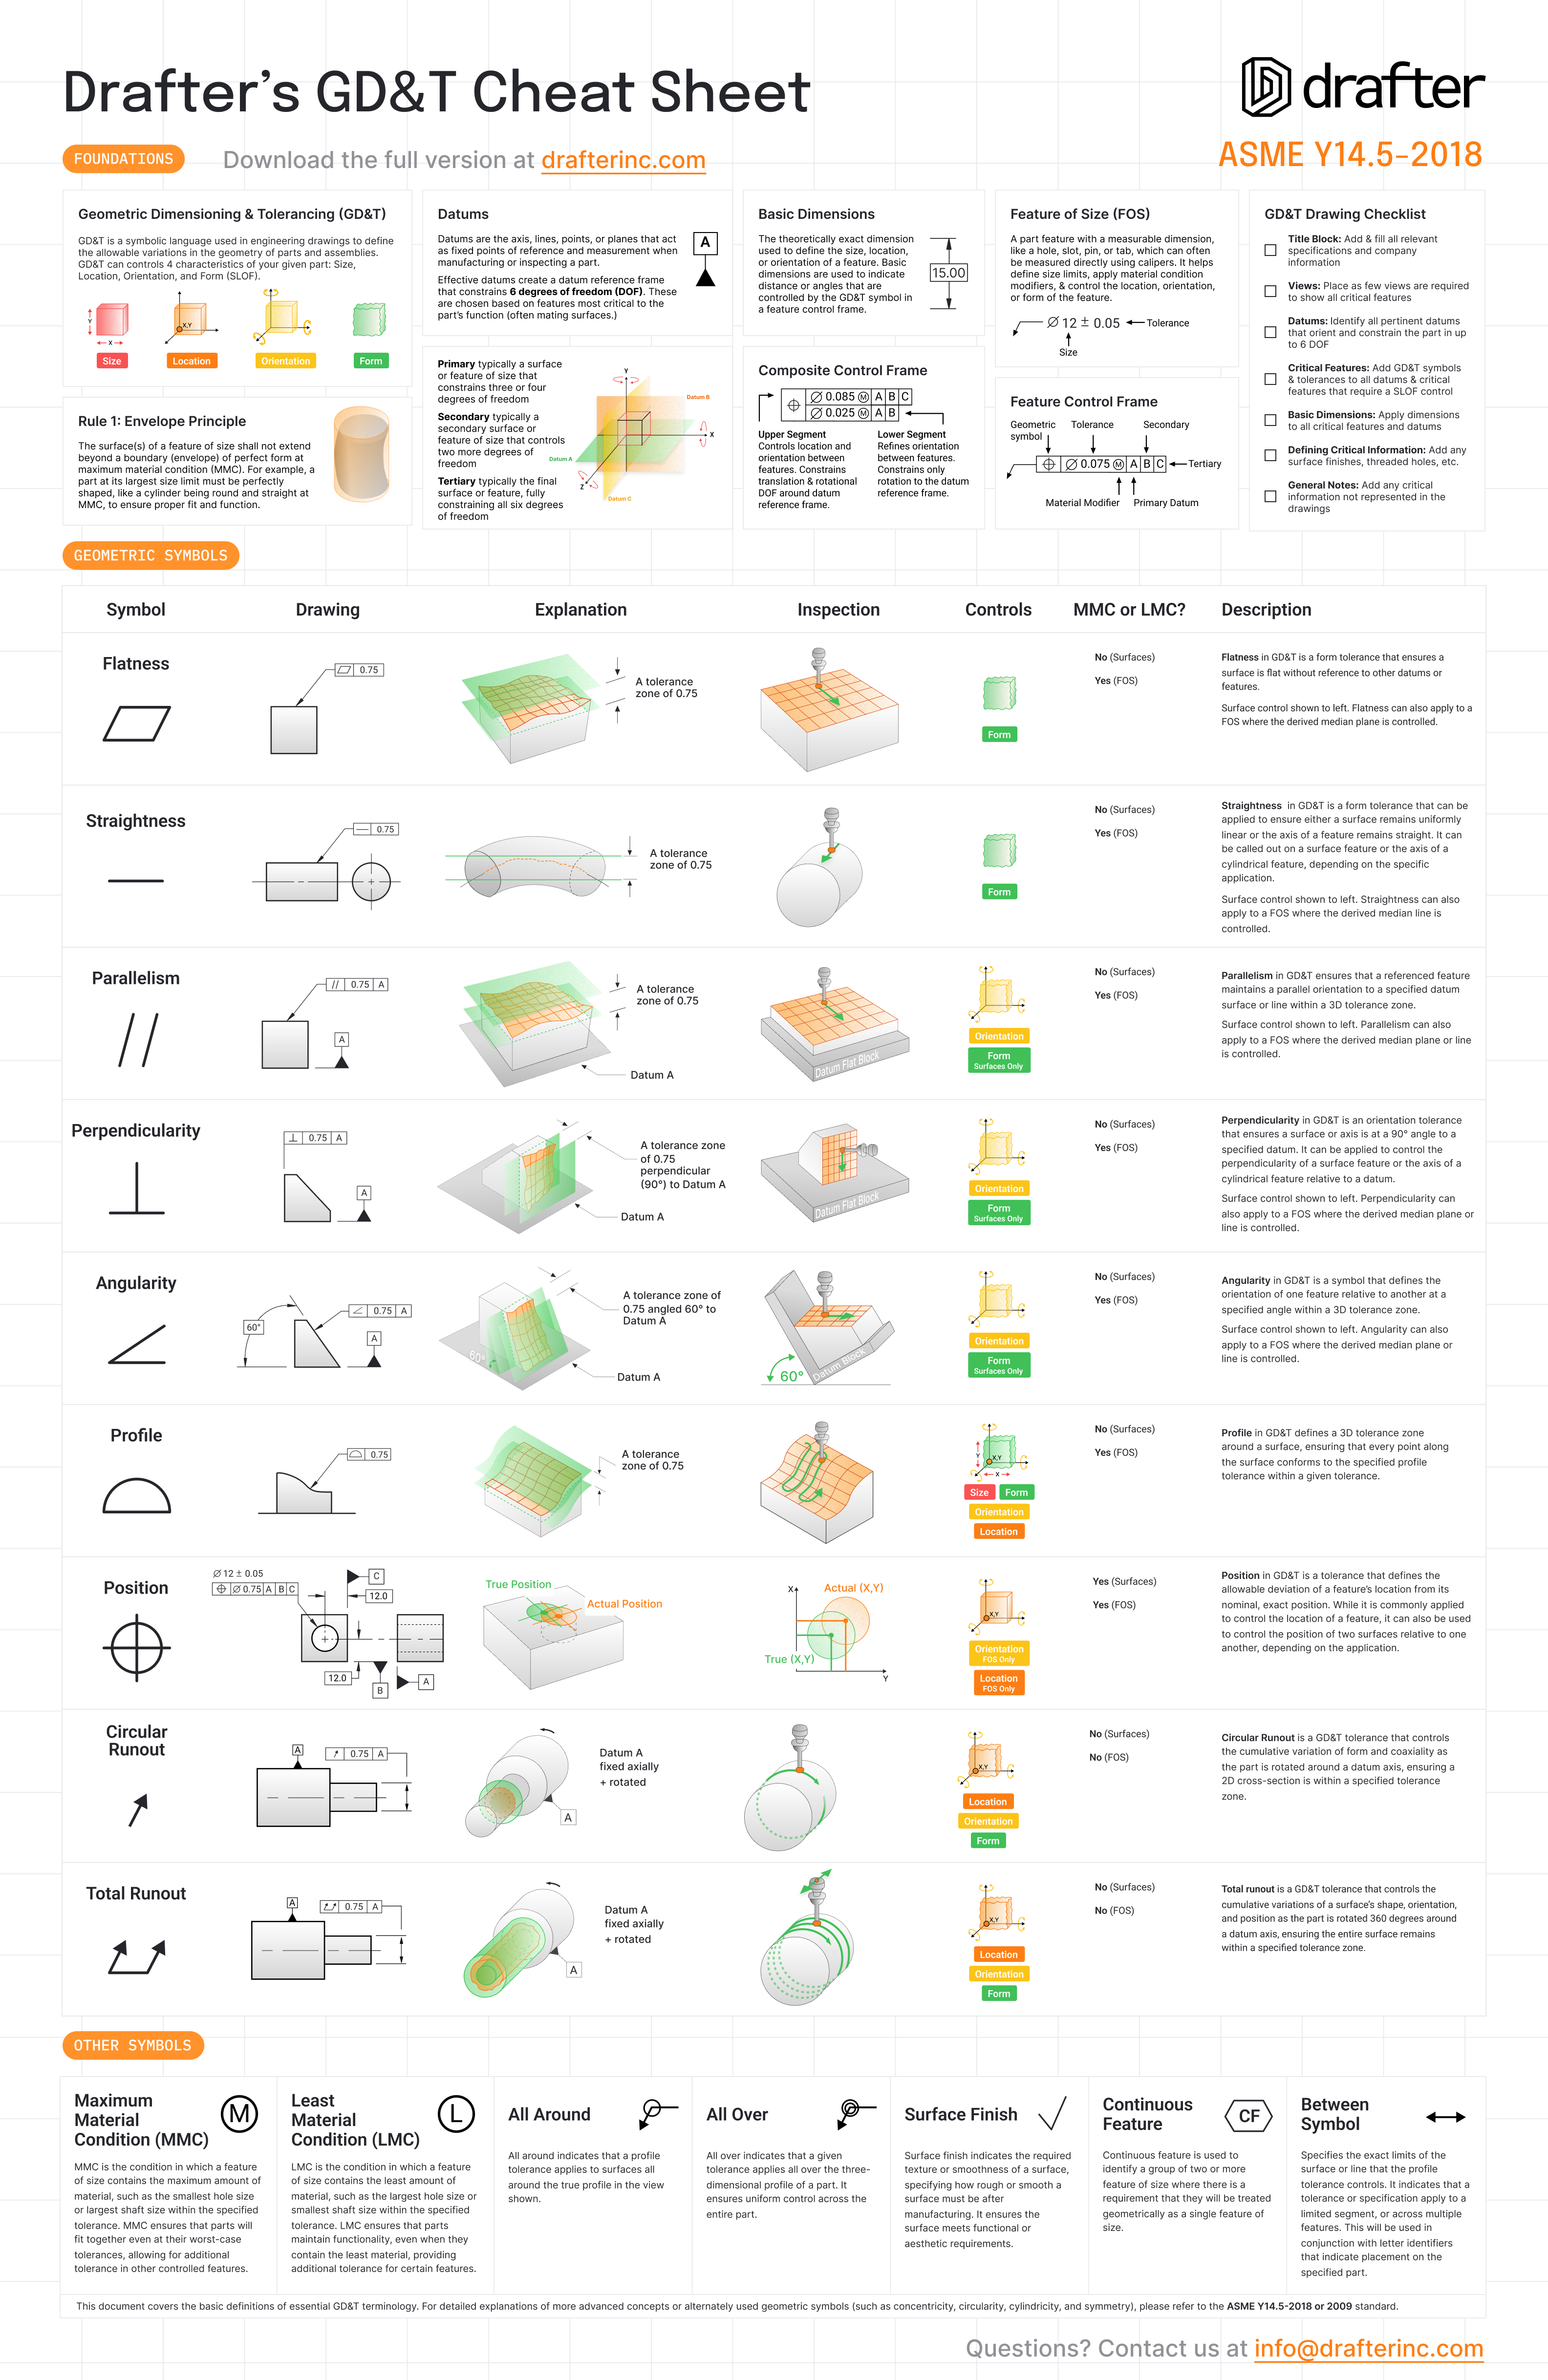 Drafter's GD&T Cheat Sheet
drafter
FOUNDATIONS
Download the full version at drafterinc.com
ASME Y14.5-2018
Geometric Dimensioning & Tolerancing (GD&T)
GD&T is a symbolic language used in engineering drawings to define
the allowable variations in the geometry of parts and assemblies.
GD&T can controls 4 characteristics of your given part: Size,
Location, Orientation, and Form (SLOF).
Y
X
X,Y
Size
Location
Orientation
Form
Rule 1: Envelope Principle
The surface(s) of a feature of size shall not extend
beyond a boundary (envelope) of perfect form at
maximum material condition (MMC). For example, a
part at its largest size limit must be perfectly
shaped, like a cylinder being round and straight at
MMC, to ensure proper fit and function.
Datums
Datums are the axis, lines, points, or planes that act
as fixed points of reference and measurement when
manufacturing or inspecting a part.
Effective datums create a datum reference frame
that constrains 6 degrees of freedom (DOF). These
are chosen based on features most critical to the
part's function (often mating surfaces.)
A
Primary typically a surface
or feature of size that
constrains three or four
degrees of freedom
Secondary typically a
secondary surface or
feature of size that controls
two more degrees of
freedom
Tertiary typically the final
surface or feature, fully
constraining all six degrees
of freedom
Y
Datum B
X
Datum A
Z
Datum C
Basic Dimensions
The theoretically exact dimension
used to define the size, location,
or orientation of a feature. Basic
dimensions are used to indicate
distance or angles that are
controlled by the GD&T symbol in
a feature control frame.
15.00
Composite Control Frame
⌖ ⌀ 0.085 Ⓜ A B C
⌀ 0.025 Ⓜ A B
Upper Segment
Controls location and
orientation between
features. Constrains
translation & rotational
DOF around datum
reference frame.
Lower Segment
Refines orientation
between features.
Constrains only
rotation to the datum
reference frame.
Feature of Size (FOS)
A part feature with a measurable dimension,
like a hole, slot, pin, or tab, which can often
be measured directly using calipers. It helps
define size limits, apply material condition
modifiers, & control the location, orientation,
or form of the feature.
⌀ 12 ± 0.05
Tolerance
Size
Feature Control Frame
Geometric
symbol
Tolerance
Secondary
⌖ ⌀ 0.075 Ⓜ A B C
Tertiary
Material Modifier
Primary Datum
GD&T Drawing Checklist
Title Block: Add & fill all relevant
specifications and company
information
Views: Place as few views are required
to show all critical features
Datums: Identify all pertinent datums
that orient and constrain the part in up
to 6 DOF
Critical Features: Add GD&T symbols
& tolerances to all datums & critical
features that require a SLOF control
Basic Dimensions: Apply dimensions
to all critical features and datums
Defining Critical Information: Add any
surface finishes, threaded holes, etc.
General Notes: Add any critical
information not represented in the
drawings
GEOMETRIC SYMBOLS
Symbol
Drawing
Explanation
Inspection
Controls
MMC or LMC?
Description
Flatness
⏥ 0.75
A tolerance
zone of 0.75
Form
No (Surfaces)
Yes (FOS)
Flatness in GD&T is a form tolerance that ensures a
surface is flat without reference to other datums or
features.
Surface control shown to left. Flatness can also apply to a
FOS where the derived median plane is controlled.
Straightness
— 0.75
A tolerance
zone of 0.75
Form
No (Surfaces)
Yes (FOS)
Straightness in GD&T is a form tolerance that can be
applied to ensure either a surface remains uniformly
linear or the axis of a feature remains straight. It can
be called out on a surface feature or the axis of a
cylindrical feature, depending on the specific
application.
Surface control shown to left. Straightness can also
apply to a FOS where the derived median line is
controlled.
Parallelism
// 0.75 A
A
A tolerance
zone of 0.75
Datum A
Datum Flat Block
Orientation
Form
Surfaces Only
No (Surfaces)
Yes (FOS)
Parallelism in GD&T ensures that a referenced feature
maintains a parallel orientation to a specified datum
surface or line within a 3D tolerance zone.
Surface control shown to left. Parallelism can also
apply to a FOS where the derived median plane or line
is controlled.
Perpendicularity
⊥ 0.75 A
A
A tolerance zone
of 0.75
perpendicular
(90°) to Datum A
Datum A
Datum Flat Block
Orientation
Form
Surfaces Only
No (Surfaces)
Yes (FOS)
Perpendicularity in GD&T is an orientation tolerance
that ensures a surface or axis is at a 90° angle to a
specified datum. It can be applied to control the
perpendicularity of a surface feature or the axis of a
cylindrical feature relative to a datum.
Surface control shown to left. Perpendicularity can
also apply to a FOS where the derived median plane or
line is controlled.
Angularity
60°
∠ 0.75 A
A
A tolerance zone of
0.75 angled 60° to
Datum A
60°
Datum A
60°
Datum Block
Orientation
Form
Surfaces Only
No (Surfaces)
Yes (FOS)
Angularity in GD&T is a symbol that defines the
orientation of one feature relative to another at a
specified angle within a 3D tolerance zone.
Surface control shown to left. Angularity can also
apply to a FOS where the derived median plane or
line is controlled.
Profile
⌓ 0.75
A tolerance
zone of 0.75
Y
X,Y
X
Size
Form
Orientation
Location
No (Surfaces)
Yes (FOS)
Profile in GD&T defines a 3D tolerance zone
around a surface, ensuring that every point along
the surface conforms to the specified profile
tolerance within a given tolerance.
Position
⌀ 12 ± 0.05
⌖ ⌀ 0.75 A B C
C
12.0
12.0
B
A
True Position
Actual Position
X
Actual (X,Y)
True (X,Y)
Y
X,Y
Orientation
FOS Only
Location
FOS Only
Yes (Surfaces)
Yes (FOS)
Position in GD&T is a tolerance that defines the
allowable deviation of a feature's location from its
nominal, exact position. While it is commonly applied
to control the location of a feature, it can also be used
to control the position of two surfaces relative to one
another, depending on the application.
Circular
Runout
A
↗ 0.75 A
Datum A
fixed axially
+ rotated
A
X,Y
Location
Orientation
Form
No (Surfaces)
No (FOS)
Circular Runout is a GD&T tolerance that controls
the cumulative variation of form and coaxiality as
the part is rotated around a datum axis, ensuring a
2D cross-section is within a specified tolerance
zone.
Total Runout
A
⌰ 0.75 A
Datum A
fixed axially
+ rotated
A
X,Y
Location
Orientation
Form
No (Surfaces)
No (FOS)
Total runout is a GD&T tolerance that controls the
cumulative variations of a surface's shape, orientation,
and position as the part is rotated 360 degrees around
a datum axis, ensuring the entire surface remains
within a specified tolerance zone.
OTHER SYMBOLS
Maximum
Material
Condition (MMC)
M
MMC is the condition in which a feature
of size contains the maximum amount of
material, such as the smallest hole size
or largest shaft size within the specified
tolerance. MMC ensures that parts will
fit together even at their worst-case
tolerances, allowing for additional
tolerance in other controlled features.
Least
Material
Condition (LMC)
L
LMC is the condition in which a feature
of size contains the least amount of
material, such as the largest hole size or
smallest shaft size within the specified
tolerance. LMC ensures that parts
maintain functionality, even when they
contain the least material, providing
additional tolerance for certain features.
All Around
All around indicates that a profile
tolerance applies to surfaces all
around the true profile in the view
shown.
All Over
All over indicates that a given
tolerance applies all over the three-
dimensional profile of a part. It
ensures uniform control across the
entire part.
Surface Finish
Surface finish indicates the required
texture or smoothness of a surface,
specifying how rough or smooth a
surface must be after
manufacturing. It ensures the
surface meets functional or
aesthetic requirements.
Continuous
Feature
CF
Continuous feature is used to
identify a group of two or more
feature of size where there is a
requirement that they will be treated
geometrically as a single feature of
size.
Between
Symbol
Specifies the exact limits of the
surface or line that the profile
tolerance controls. It indicates that a
tolerance or specification apply to a
limited segment, or across multiple
features. This will be used in
conjunction with letter identifiers
that indicate placement on the
specified part.
This document covers the basic definitions of essential GD&T terminology. For detailed explanations of more advanced concepts or alternately used geometric symbols (such as concentricity, circularity, cylindricity, and symmetry), please refer to the ASME Y14.5-2018 or 2009 standard.
Questions? Contact us at info@drafterinc.com